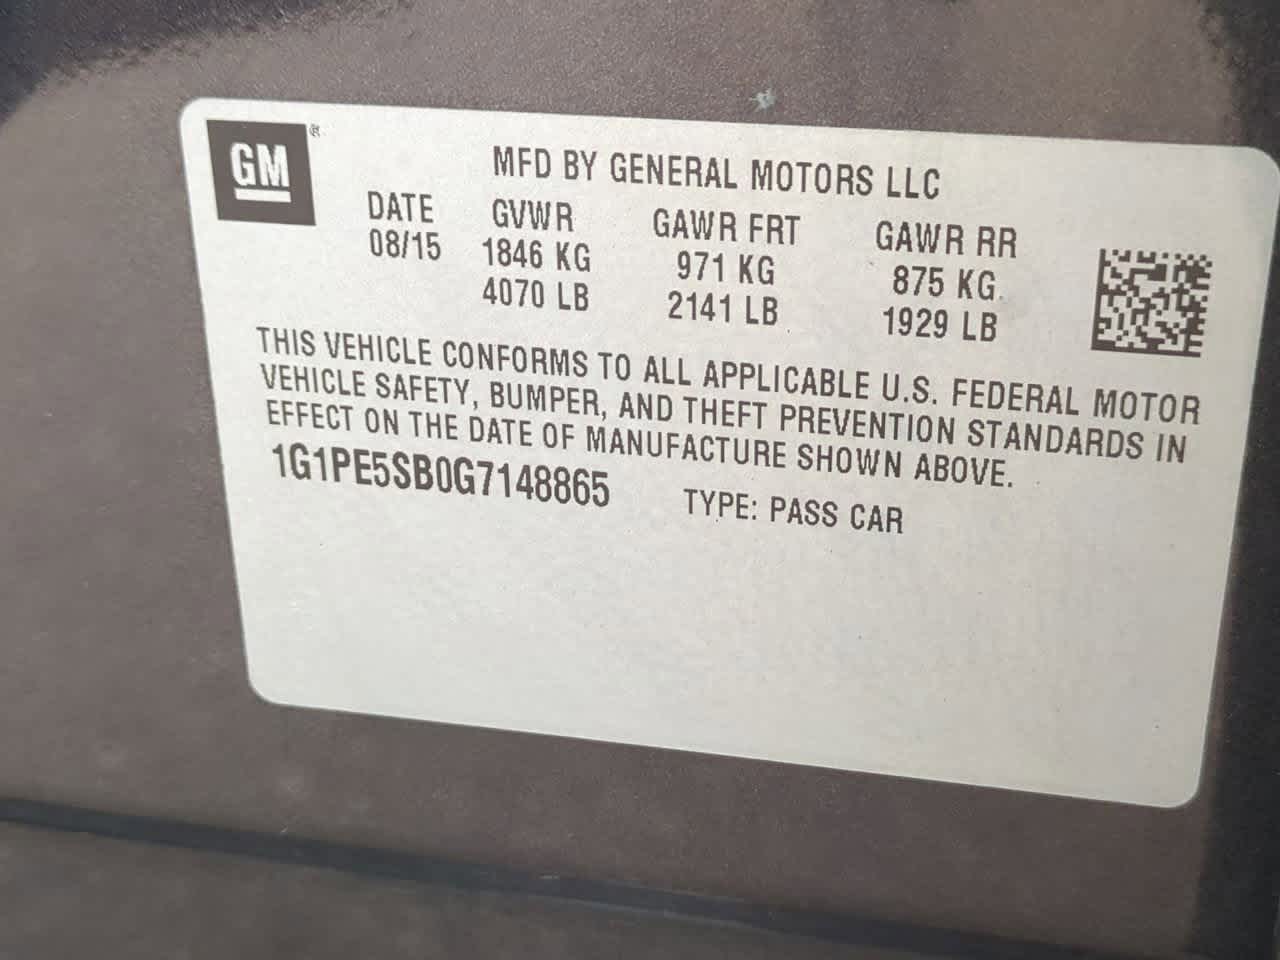 GM®
MFD BY GENERAL MOTORS LLC
DATE GVWR GAWR FRT GAWR RR
08/15 1846 KG 971 KG 875 KG
4070 LB 2141 LB 1929 LB
THIS VEHICLE CONFORMS TO ALL APPLICABLE U.S. FEDERAL MOTOR
VEHICLE SAFETY, BUMPER, AND THEFT PREVENTION STANDARDS IN
EFFECT ON THE DATE OF MANUFACTURE SHOWN ABOVE.
1G1PE5SB0G7148865 TYPE: PASS CAR